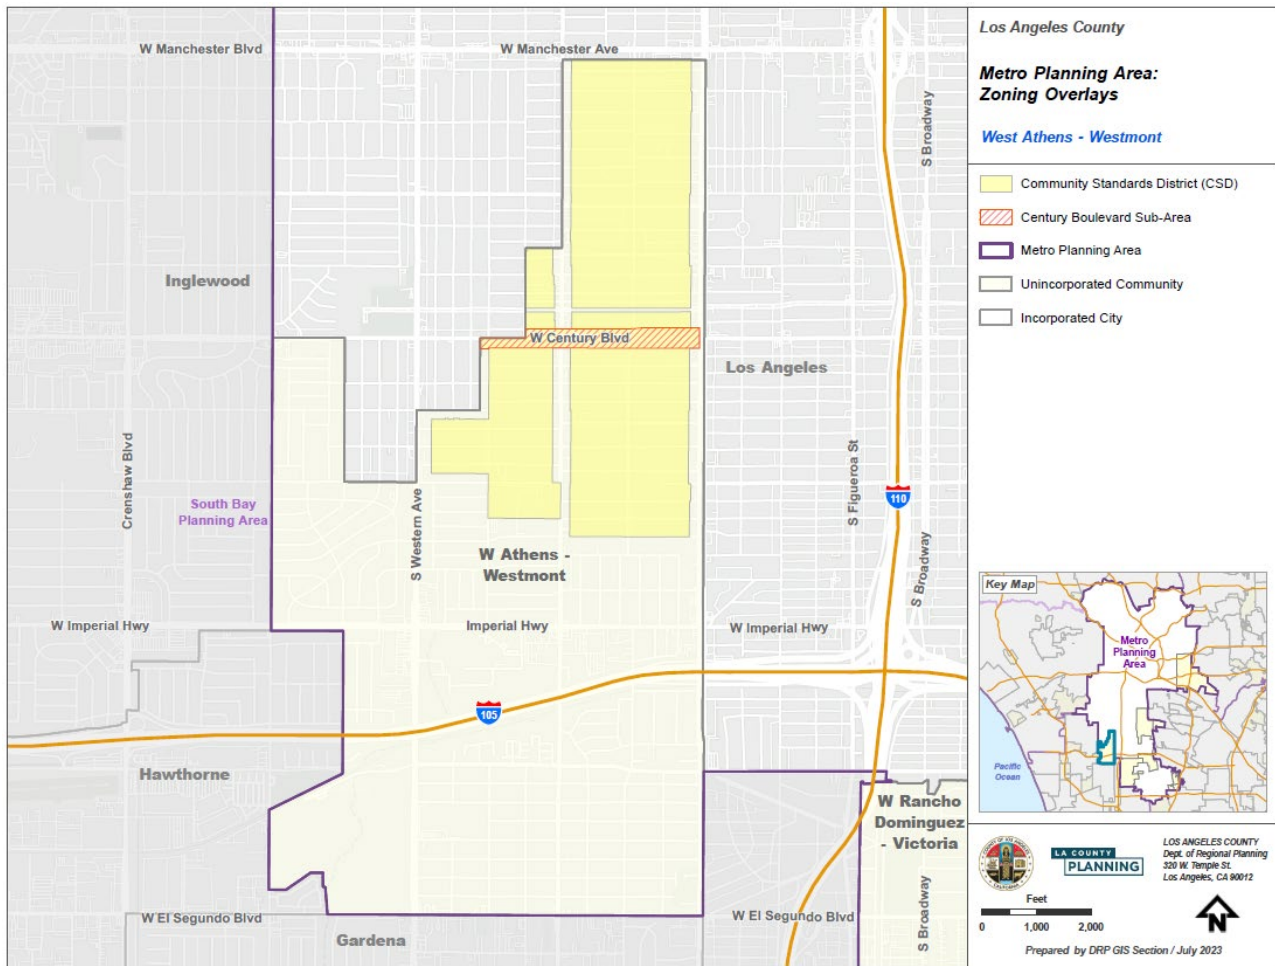 W Manchester Blvd
W Manchester Ave
S Broadway
Inglewood
W Century Blvd
Los Angeles
Crenshaw Blvd
South Bay
Planning Area
S Western Ave
S Figueroa St
110
W Athens -
Westmont
S Broadway
W Imperial Hwy
Imperial Hwy
W Imperial Hwy
105
Hawthorne
W Rancho
Dominguez
- Victoria
W El Segundo Blvd
W El Segundo Blvd
S Broadway
Gardena
Los Angeles County
Metro Planning Area:
Zoning Overlays
West Athens - Westmont
Community Standards District (CSD)
Century Boulevard Sub-Area
Metro Planning Area
Unincorporated Community
Incorporated City
Key Map
Metro
Planning
Area
Pacific
Ocean
LA COUNTY
PLANNING
LOS ANGELES COUNTY
Dept. of Regional Planning
320 W. Temple St.
Los Angeles, CA 90012
Feet
0 1,000 2,000
N
Prepared by DRP GIS Section / July 2023